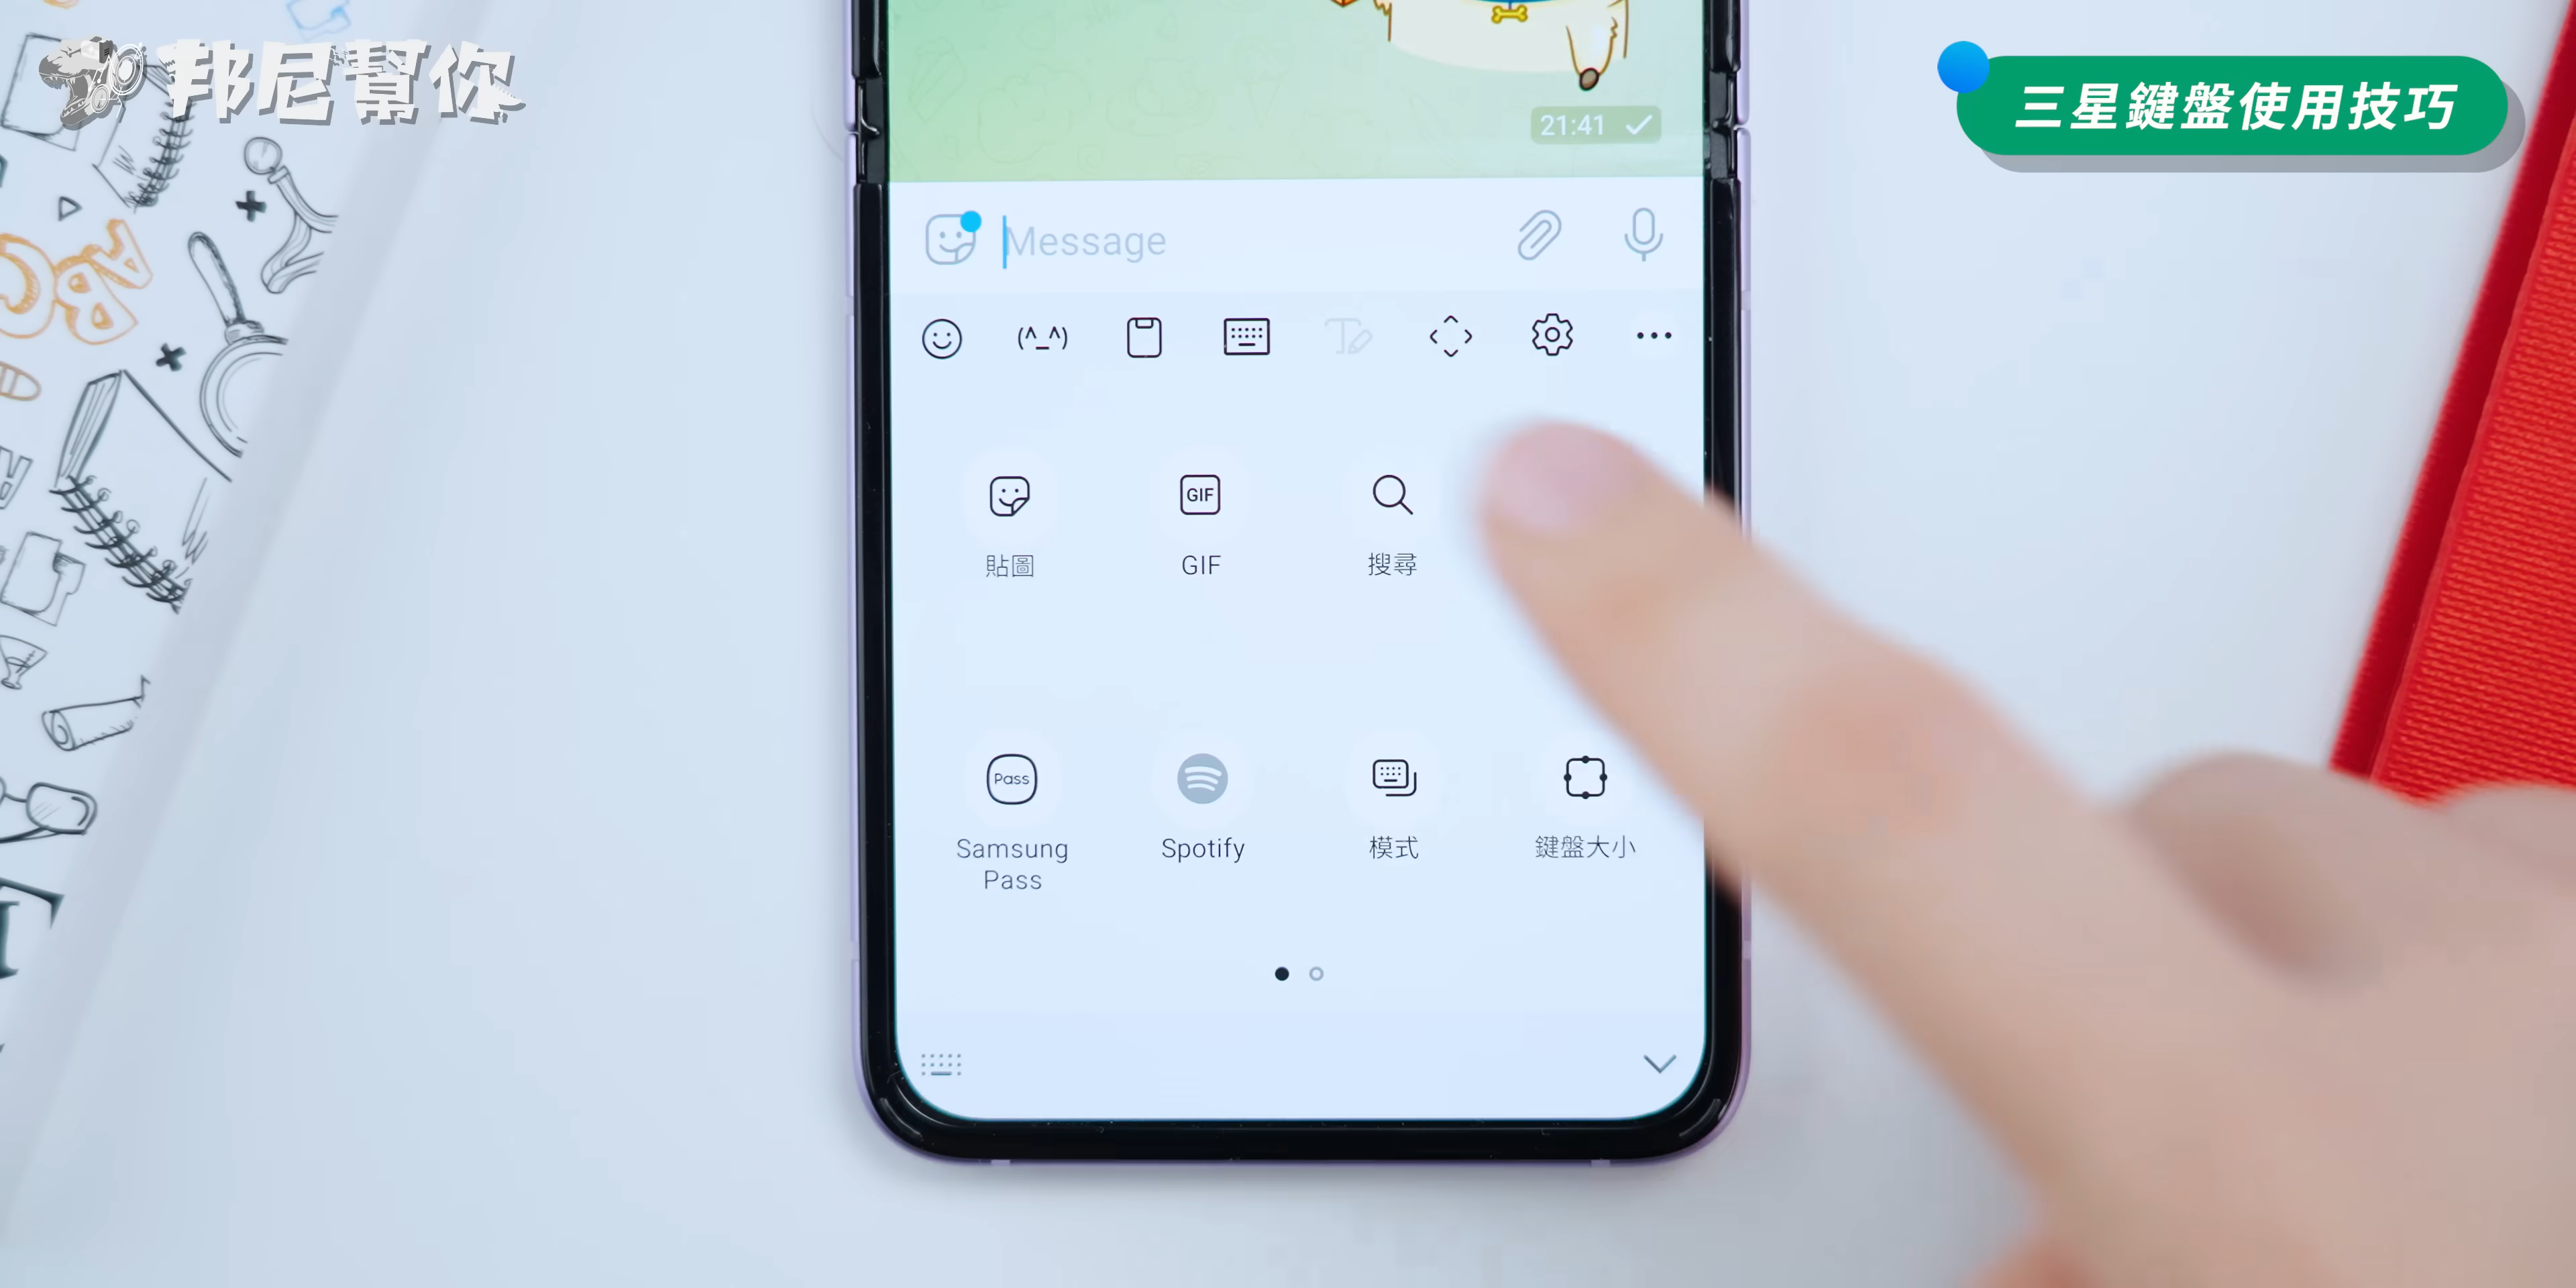 邦尼幫你
三星鍵盤使用技巧
21:41
Message
(^_^)
GIF
貼圖
GIF
搜尋
Pass
Samsung
Pass
Spotify
模式
鍵盤大小